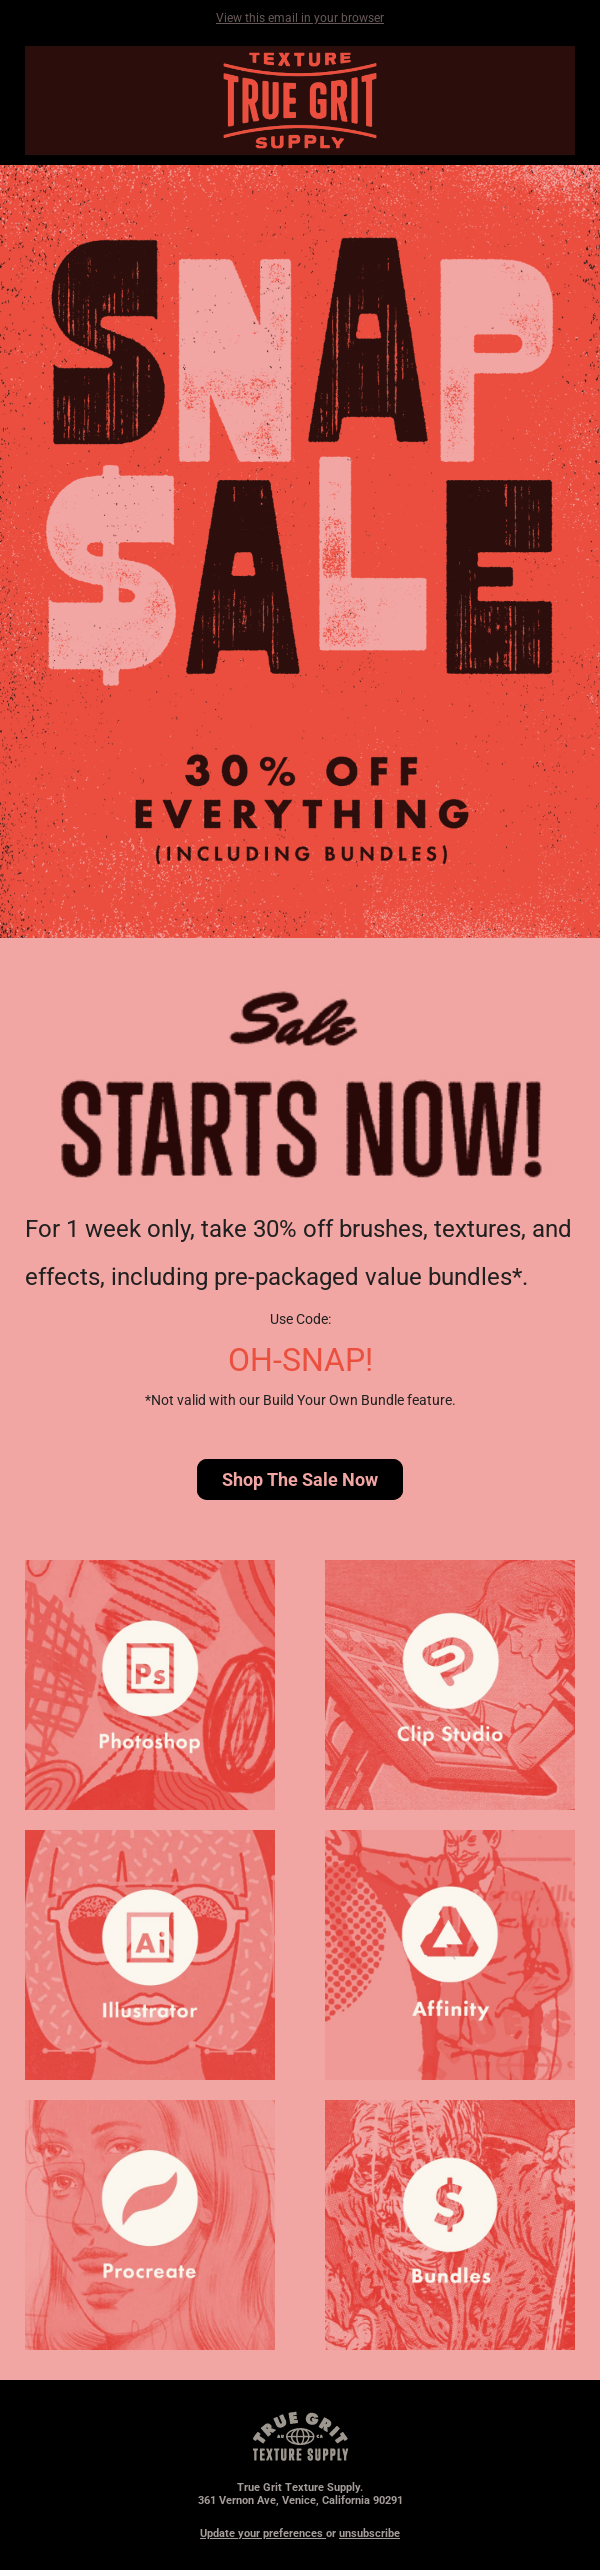 View this email in your browser
TEXTURE
TRUE GRIT
SUPPLY
SNAP
$ALE
30% OFF
EVERYTHING
(INCLUDING BUNDLES)
Sale
STARTS NOW!
For 1 week only, take 30% off brushes, textures, and
effects, including pre-packaged value bundles*.
Use Code:
OH-SNAP!
*Not valid with our Build Your Own Bundle feature.
Shop The Sale Now
Ps
Photoshop
Clip Studio
Ai
Illustrator
Affinity
Procreate
$
Bundles
TRUE GRIT
TEXTURE SUPPLY
True Grit Texture Supply.
361 Vernon Ave, Venice, California 90291
Update your preferences or unsubscribe